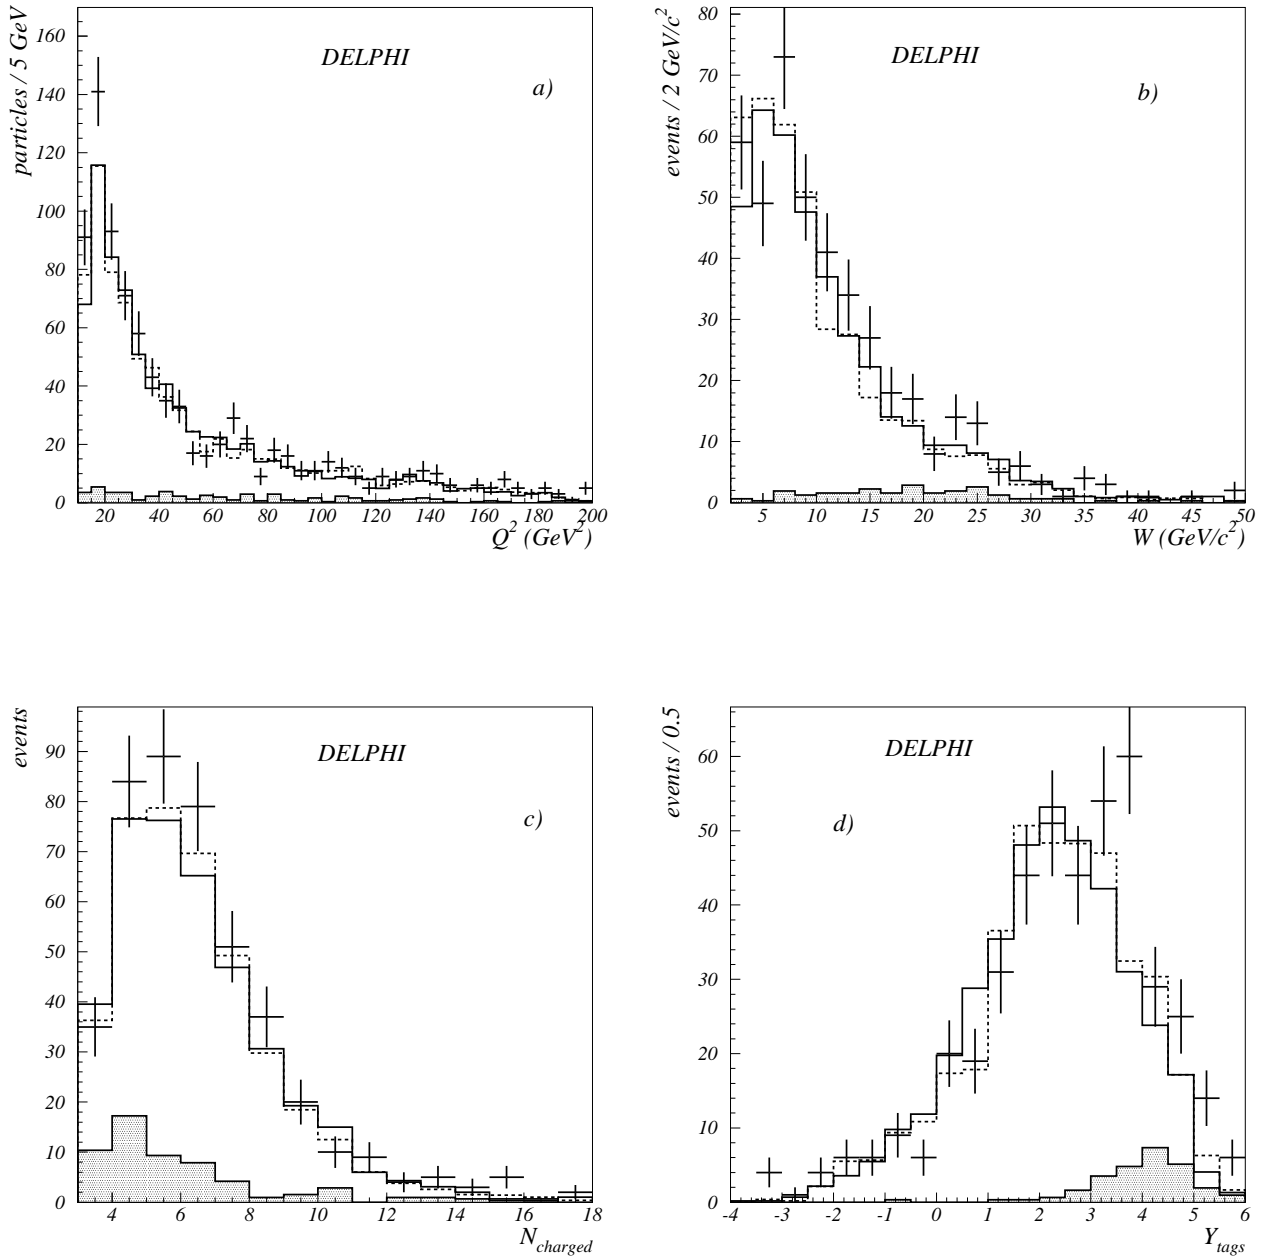 particles / 5 GeV
160
140
120
100
80
60
40
20
0
DELPHI
a)
20 40 60 80 100 120 140 160 180 200
Q² (GeV²)
events / 2 GeV/c²
80
70
60
50
40
30
20
10
0
DELPHI
b)
5 10 15 20 25 30 35 40 45 50
W (GeV/c²)
events
90
80
70
60
50
40
30
20
10
0
DELPHI
c)
4 6 8 10 12 14 16 18
N_charged
events / 0.5
60
50
40
30
20
10
0
DELPHI
d)
-4 -3 -2 -1 0 1 2 3 4 5 6
Y_tags